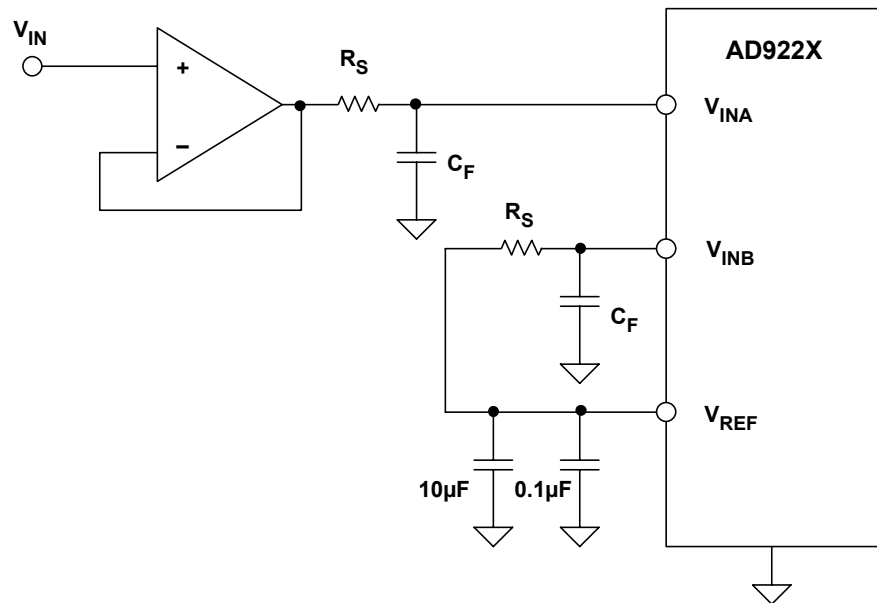 V_IN
AD922X
+
R_S
V_INA
−
C_F
R_S
V_INB
C_F
V_REF
10µF
0.1µF